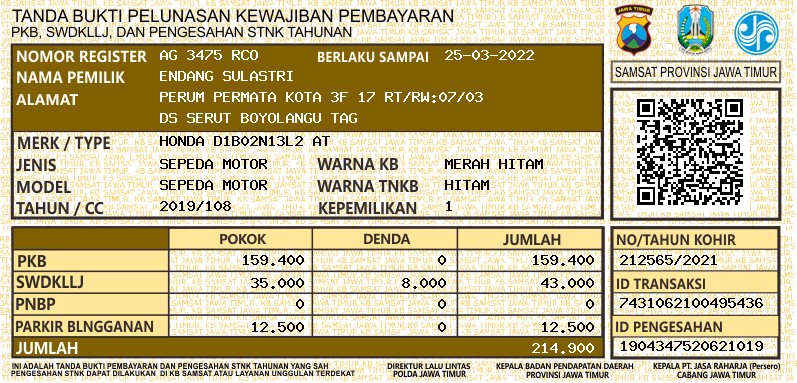 TANDA BUKTI PELUNASAN KEWAJIBAN PEMBAYARAN
PKB, SWDKLLJ, DAN PENGESAHAN STNK TAHUNAN
JAWA TIMUR
SAMSAT PROVINSI JAWA TIMUR
NOMOR REGISTER AG 3475 RCO BERLAKU SAMPAI 25-03-2022
NAMA PEMILIK ENDANG SULASTRI
ALAMAT PERUM PERMATA KOTA 3F 17 RT/RW:07/03
DS SERUT BOYOLANGU TAG
MERK / TYPE HONDA D1B02N13L2 AT
JENIS SEPEDA MOTOR WARNA KB MERAH HITAM
MODEL SEPEDA MOTOR WARNA TNKB HITAM
TAHUN / CC 2019/108 KEPEMILIKAN 1
POKOK DENDA JUMLAH
PKB 159.400 0 159.400
SWDKLLJ 35.000 8.000 43.000
PNBP 0 0 0
PARKIR BLNGGANAN 12.500 0 12.500
JUMLAH 214.900
NO/TAHUN KOHIR
212565/2021
ID TRANSAKSI
7431062100495436
ID PENGESAHAN
1904347520621019
INI ADALAH TANDA BUKTI PEMBAYARAN DAN PENGESAHAN STNK TAHUNAN YANG SAH
PENGESAHAN STNK DAPAT DILAKUKAN DI KB SAMSAT ATAU LAYANAN UNGGULAN TERDEKAT
DIREKTUR LALU LINTAS
POLDA JAWA TIMUR
KEPALA BADAN PENDAPATAN DAERAH
PROVINSI JAWA TIMUR
KEPALA PT. JASA RAHARJA (Persero)
CABANG JAWA TIMUR